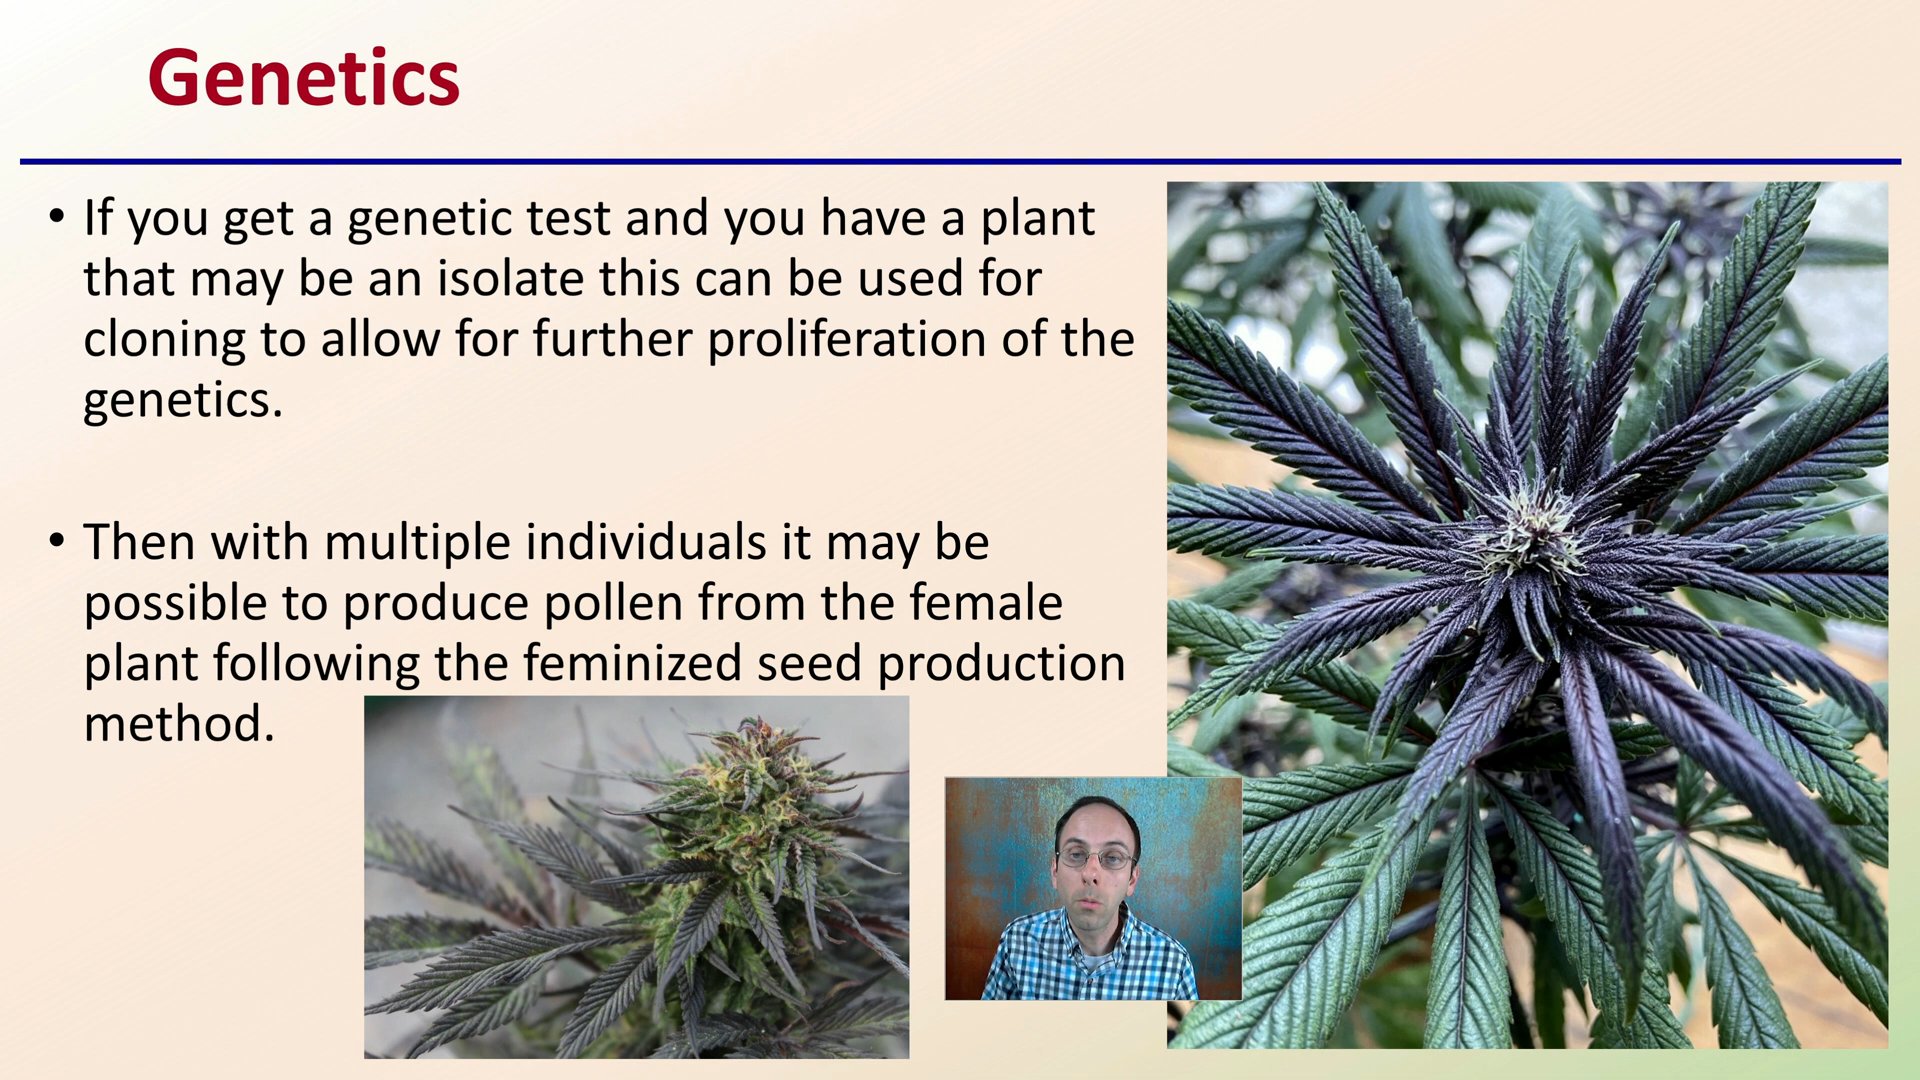 Genetics
• If you get a genetic test and you have a plant
that may be an isolate this can be used for
cloning to allow for further proliferation of the
genetics.
• Then with multiple individuals it may be
possible to produce pollen from the female
plant following the feminized seed production
method.